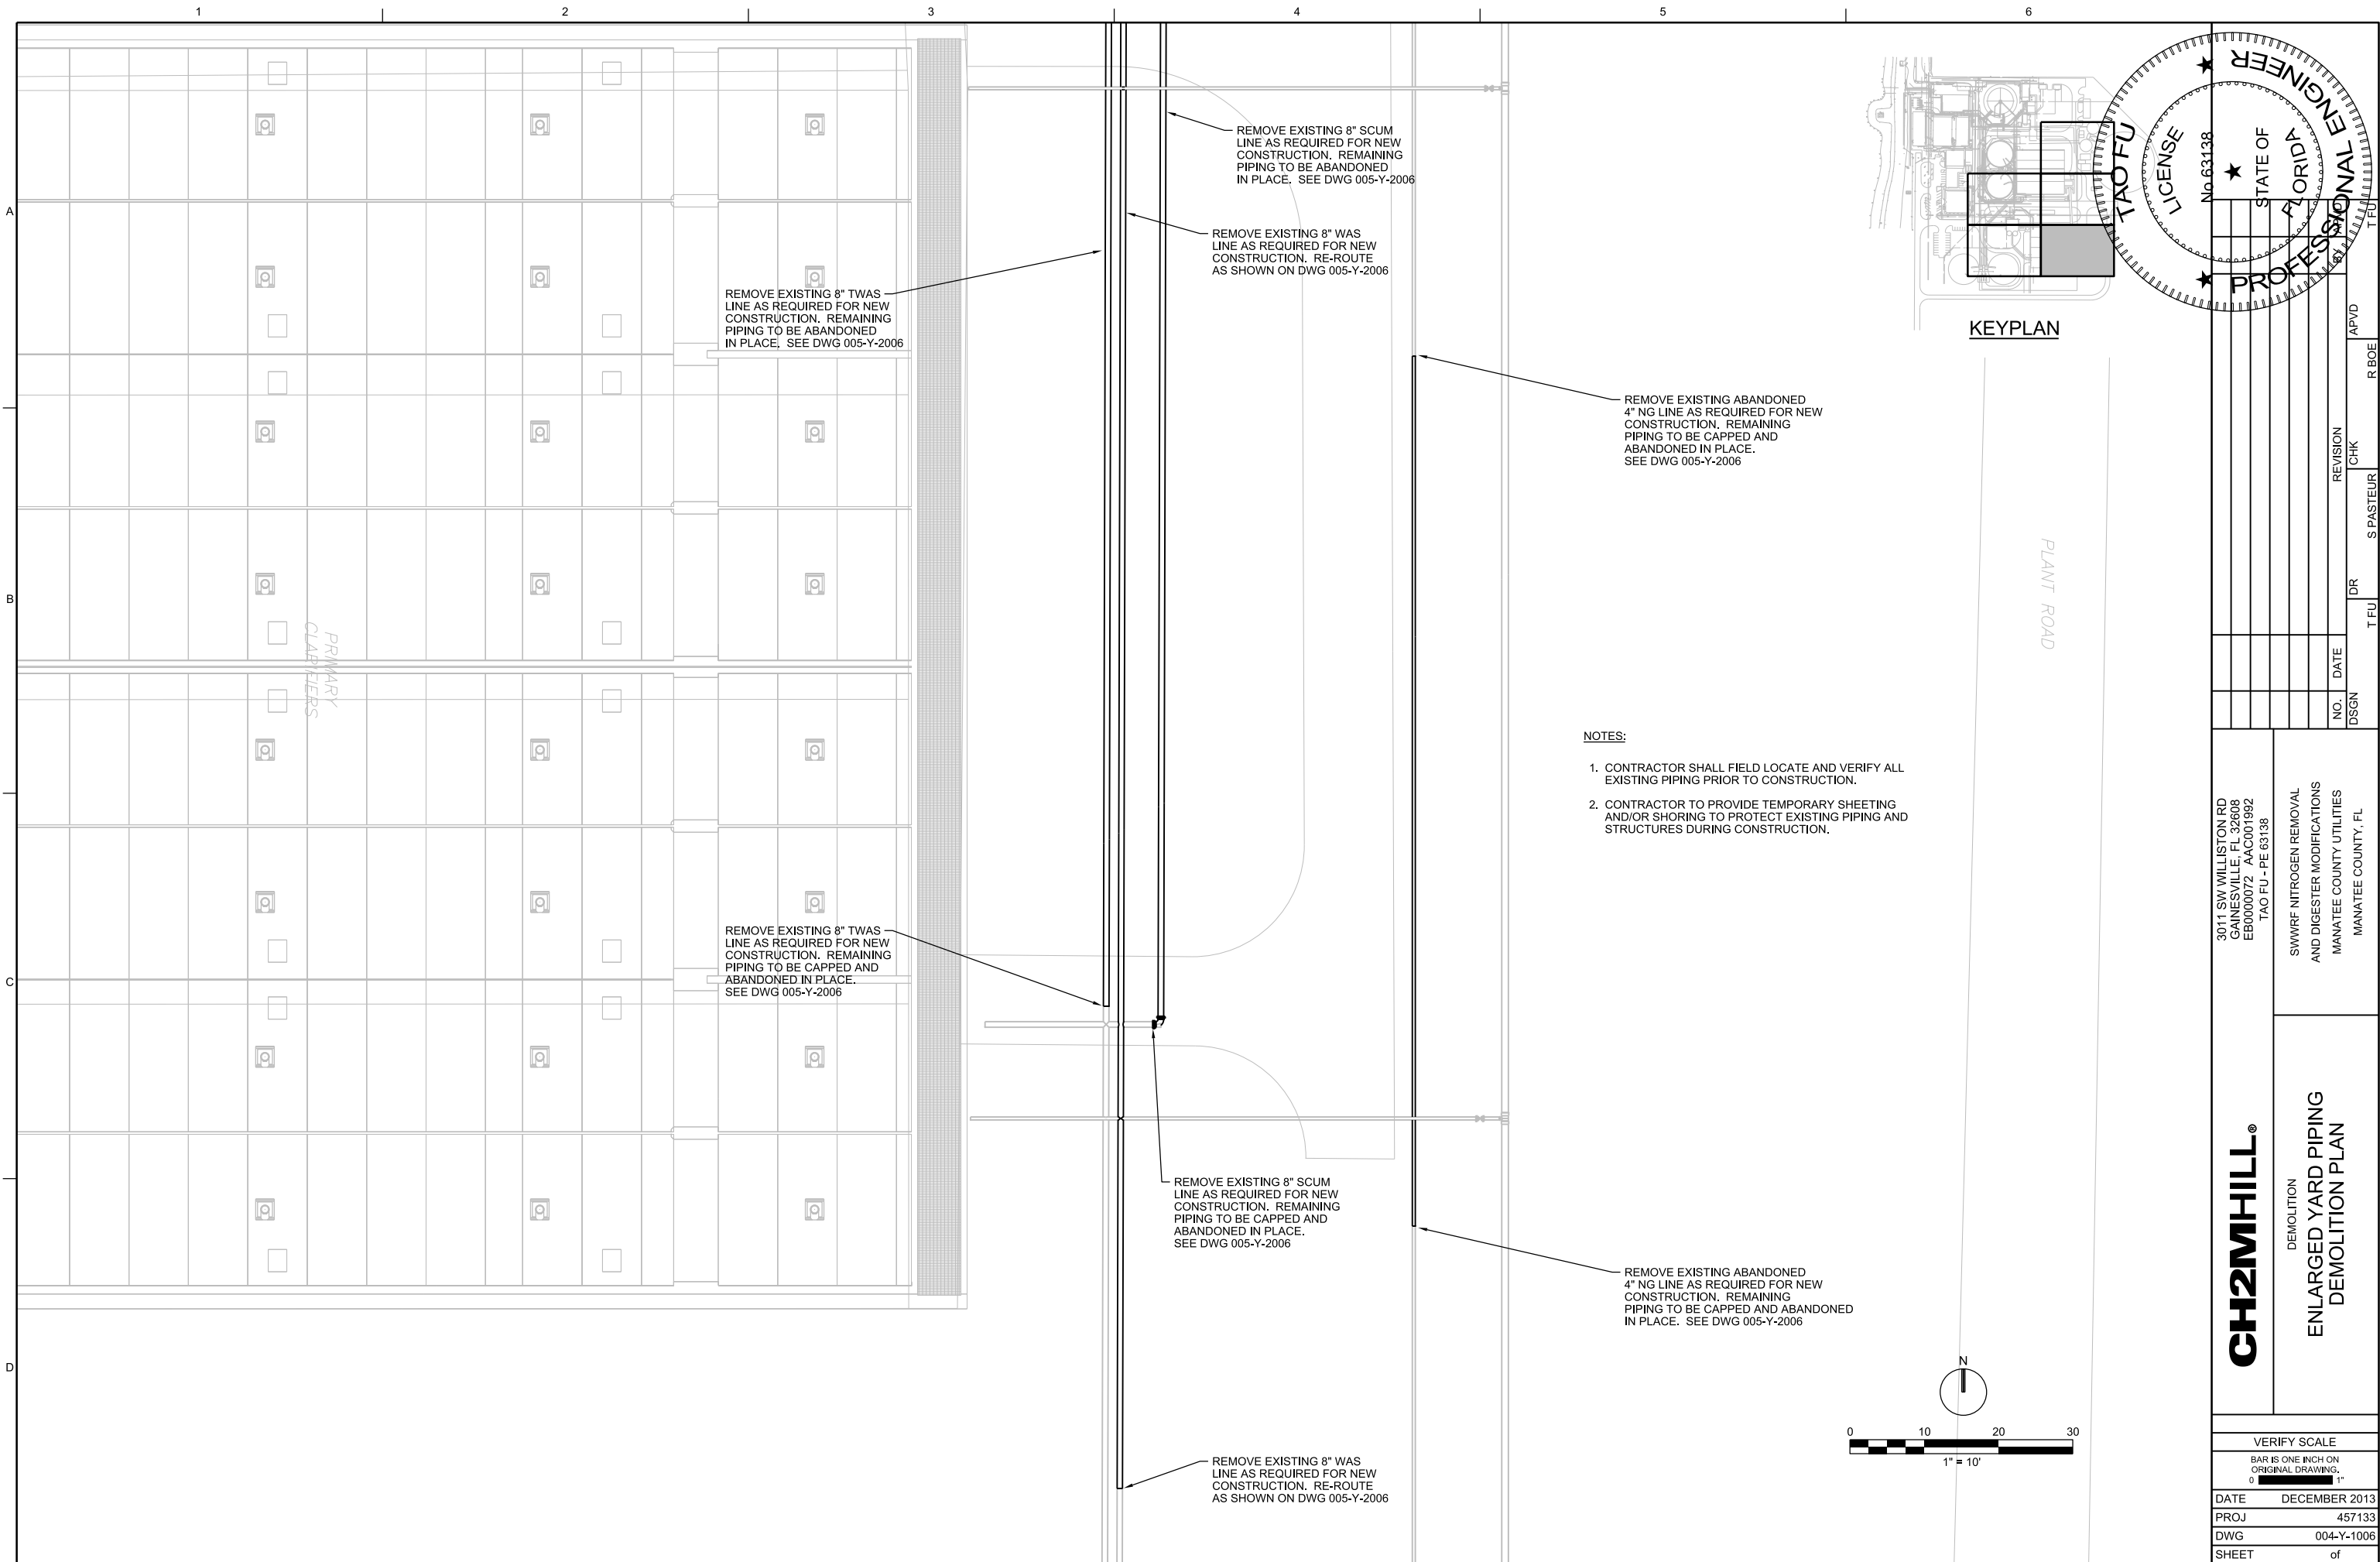 1 2 3 4 5 6
A
B
C
D
REMOVE EXISTING 8" SCUM
LINE AS REQUIRED FOR NEW
CONSTRUCTION. REMAINING
PIPING TO BE ABANDONED
IN PLACE. SEE DWG 005-Y-2006
REMOVE EXISTING 8" WAS
LINE AS REQUIRED FOR NEW
CONSTRUCTION. RE-ROUTE
AS SHOWN ON DWG 005-Y-2006
REMOVE EXISTING 8" TWAS
LINE AS REQUIRED FOR NEW
CONSTRUCTION. REMAINING
PIPING TO BE ABANDONED
IN PLACE. SEE DWG 005-Y-2006
KEYPLAN
REMOVE EXISTING ABANDONED
4" NG LINE AS REQUIRED FOR NEW
CONSTRUCTION. REMAINING
PIPING TO BE CAPPED AND
ABANDONED IN PLACE.
SEE DWG 005-Y-2006
PRIMARY
CLARIFIERS
PLANT ROAD
NOTES:
1. CONTRACTOR SHALL FIELD LOCATE AND VERIFY ALL
EXISTING PIPING PRIOR TO CONSTRUCTION.
2. CONTRACTOR TO PROVIDE TEMPORARY SHEETING
AND/OR SHORING TO PROTECT EXISTING PIPING AND
STRUCTURES DURING CONSTRUCTION.
REMOVE EXISTING 8" TWAS
LINE AS REQUIRED FOR NEW
CONSTRUCTION. REMAINING
PIPING TO BE CAPPED AND
ABANDONED IN PLACE.
SEE DWG 005-Y-2006
REMOVE EXISTING 8" SCUM
LINE AS REQUIRED FOR NEW
CONSTRUCTION. REMAINING
PIPING TO BE CAPPED AND
ABANDONED IN PLACE.
SEE DWG 005-Y-2006
REMOVE EXISTING ABANDONED
4" NG LINE AS REQUIRED FOR NEW
CONSTRUCTION. REMAINING
PIPING TO BE CAPPED AND ABANDONED
IN PLACE. SEE DWG 005-Y-2006
REMOVE EXISTING 8" WAS
LINE AS REQUIRED FOR NEW
CONSTRUCTION. RE-ROUTE
AS SHOWN ON DWG 005-Y-2006
N
0 10 20 30
1" = 10'
TAO FU
PROFESSIONAL ENGINEER
LICENSE
No 63138
STATE OF
FLORIDA
NO. DATE REVISION BY
DSGN DR CHK APVD
T FU S PASTEUR R BOE T FU
3011 SW WILLISTON RD
GAINESVILLE, FL 32608
EB0000072 AAC001992
TAO FU - PE 63138
SWWRF NITROGEN REMOVAL
AND DIGESTER MODIFICATIONS
MANATEE COUNTY UTILITIES
MANATEE COUNTY, FL
CH2MHILL®
DEMOLITION
ENLARGED YARD PIPING
DEMOLITION PLAN
VERIFY SCALE
BAR IS ONE INCH ON
ORIGINAL DRAWING.
0 1"
DATE DECEMBER 2013
PROJ 457133
DWG 004-Y-1006
SHEET of